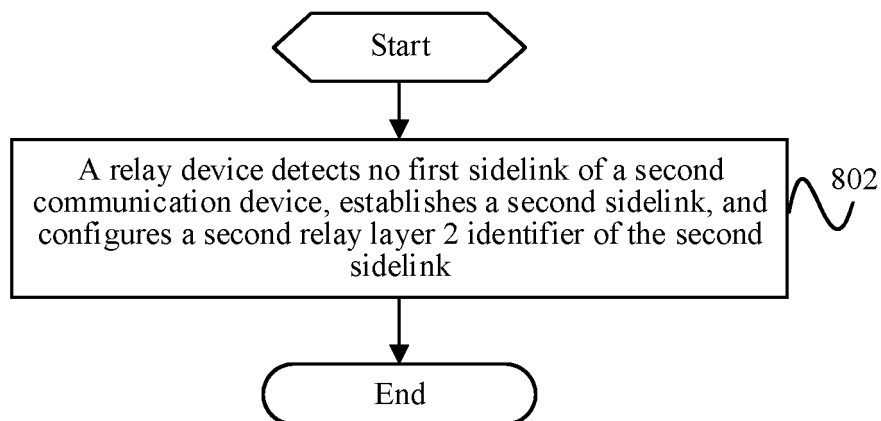 Start
A relay device detects no first sidelink of a second
communication device, establishes a second sidelink, and
configures a second relay layer 2 identifier of the second
sidelink
802
End